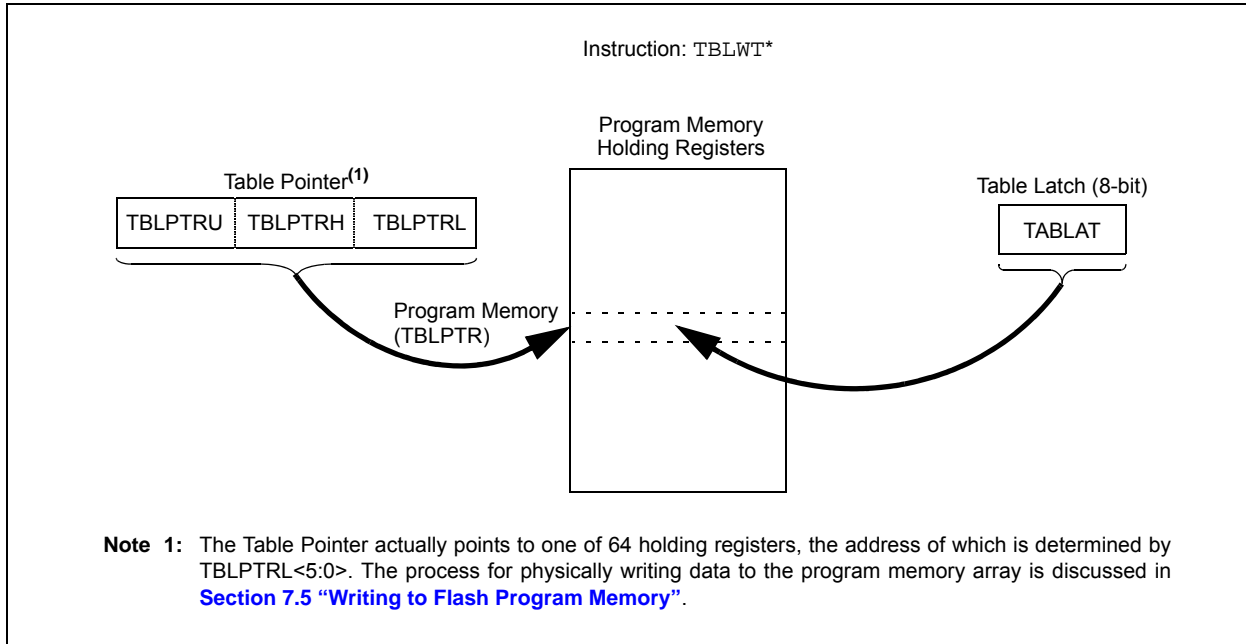 Instruction: TBLWT*
Program Memory
Holding Registers
Table Pointer(1)
Table Latch (8-bit)
TBLPTRU TBLPTRH TBLPTRL
TABLAT
Program Memory
(TBLPTR)
Note 1: The Table Pointer actually points to one of 64 holding registers, the address of which is determined by
TBLPTRL<5:0>. The process for physically writing data to the program memory array is discussed in
Section 7.5 “Writing to Flash Program Memory”.